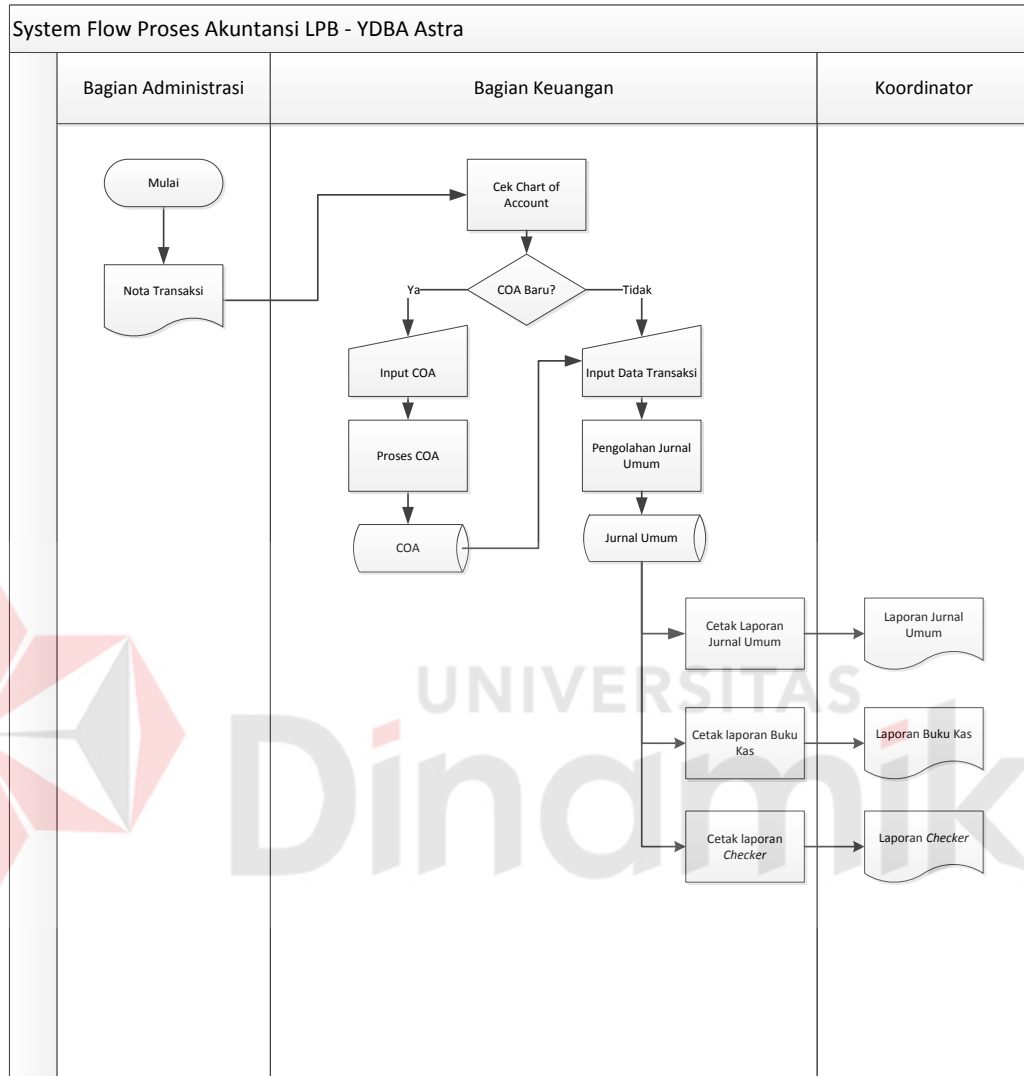 System Flow Proses Akuntansi LPB - YDBA Astra
Bagian Administrasi
Bagian Keuangan
Koordinator
Mulai
Nota Transaksi
Cek Chart of
Account
COA Baru?
Ya
Tidak
Input COA
Input Data Transaksi
Proses COA
Pengolahan Jurnal
Umum
COA
Jurnal Umum
Cetak Laporan
Jurnal Umum
Laporan Jurnal
Umum
Cetak laporan Buku
Kas
Laporan Buku Kas
Cetak laporan
Checker
Laporan Checker
UNIVERSITAS
Dinamik